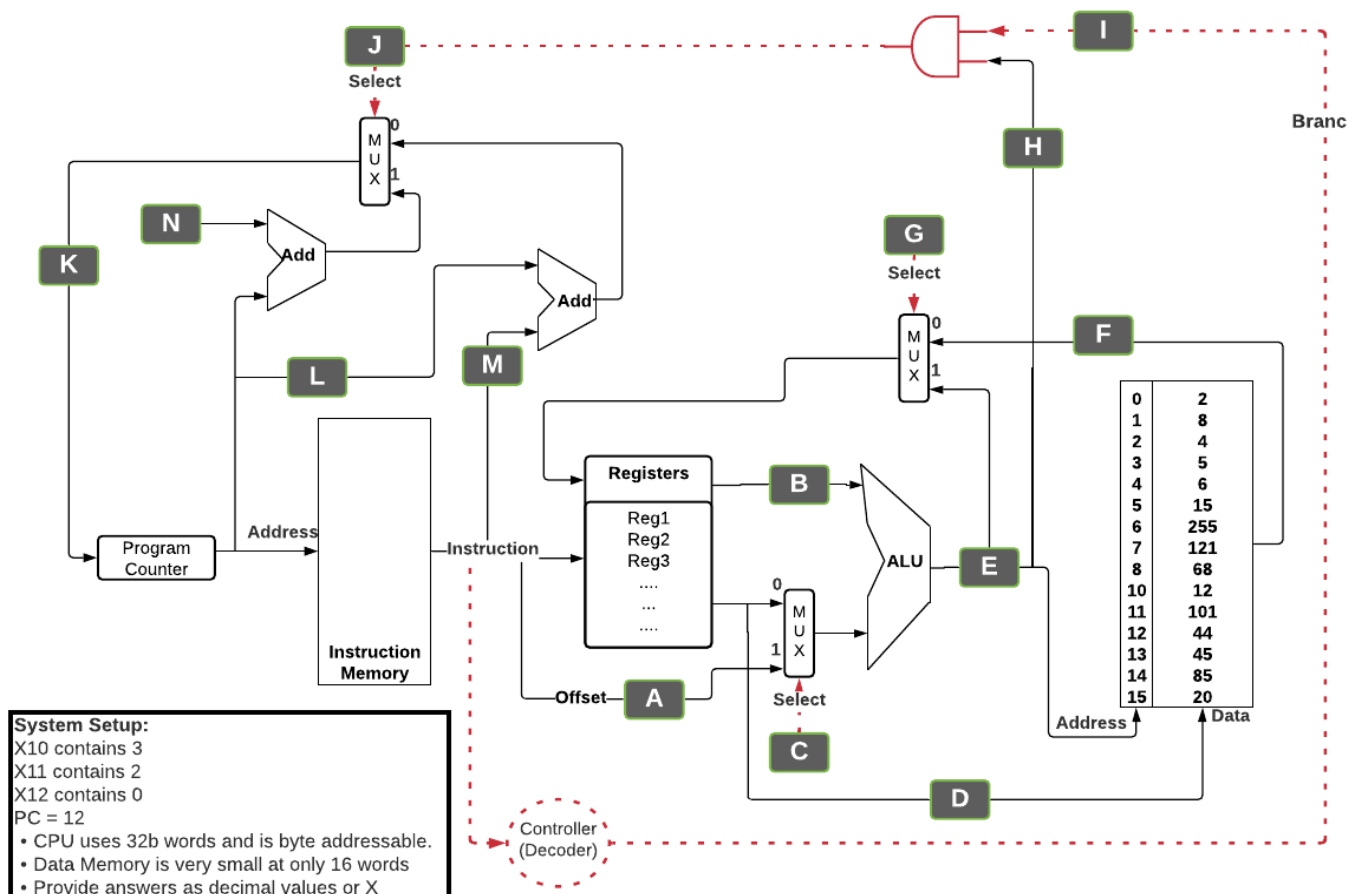 J
I
Select
Branc
0
M
U
X
1
H
N
G
K
Add
Select
Add
0
F
M
U
X
1
L
M
0 2
1 8
2 4
3 5
4 6
5 15
6 255
7 121
8 68
10 12
11 101
12 44
13 45
14 85
15 20
Registers
B
Reg1
Reg2
Reg3
....
...
....
Address
Instruction
Program
Counter
ALU
E
0
M
U
X
1
Instruction
Memory
Offset
A
Select
Address
Data
C
D
System Setup:
X10 contains 3
X11 contains 2
X12 contains 0
PC = 12
• CPU uses 32b words and is byte addressable.
• Data Memory is very small at only 16 words
• Provide answers as decimal values or X
Controller
(Decoder)